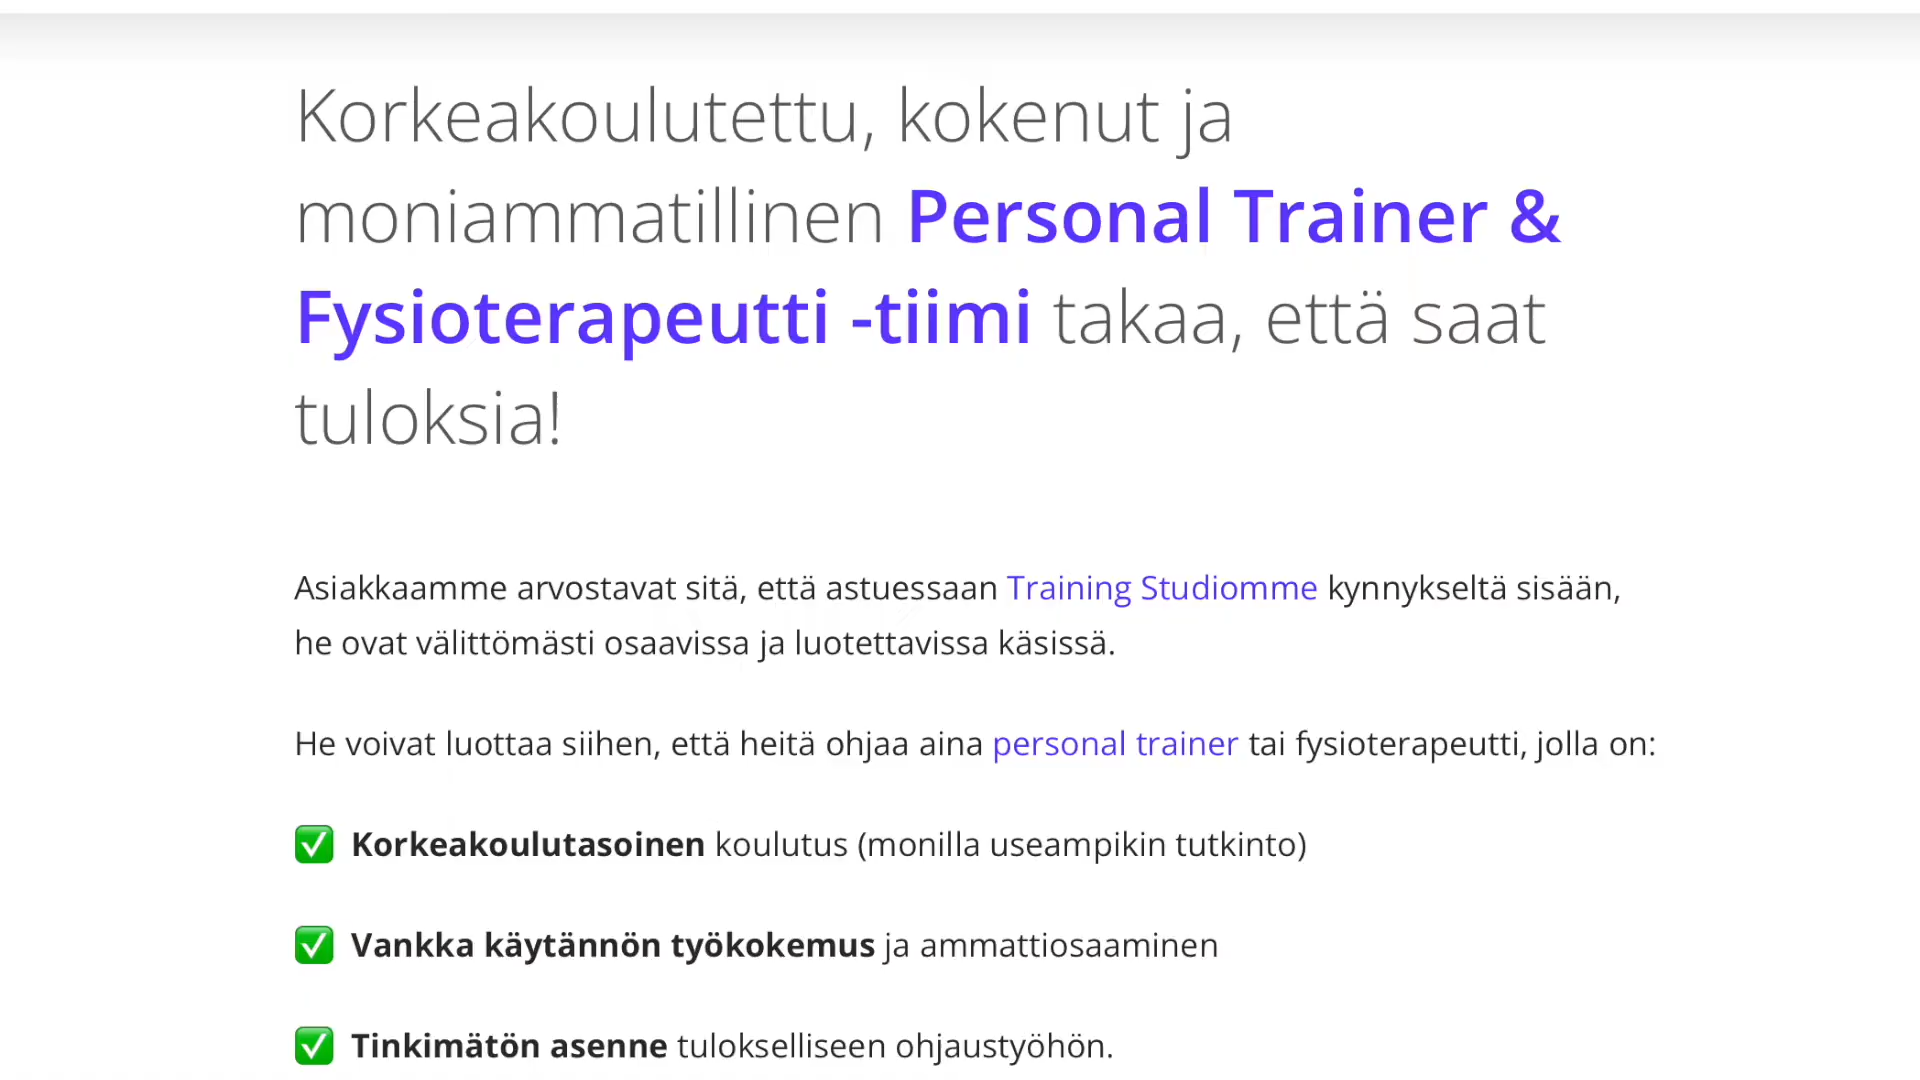 Korkeakoulutettu, kokenut ja
moniammatillinen Personal Trainer &
Fysioterapeutti -tiimi takaa, että saat
tuloksia!
Asiakkaamme arvostavat sitä, että astuessaan Training Studiomme kynnykseltä sisään,
he ovat välittömästi osaavissa ja luotettavissa käsissä.
He voivat luottaa siihen, että heitä ohjaa aina personal trainer tai fysioterapeutti, jolla on:
✅ Korkeakoulutasoinen koulutus (monilla useampikin tutkinto)
✅ Vankka käytännön työkokemus ja ammattiosaaminen
✅ Tinkimätön asenne tulokselliseen ohjaustyöhön.